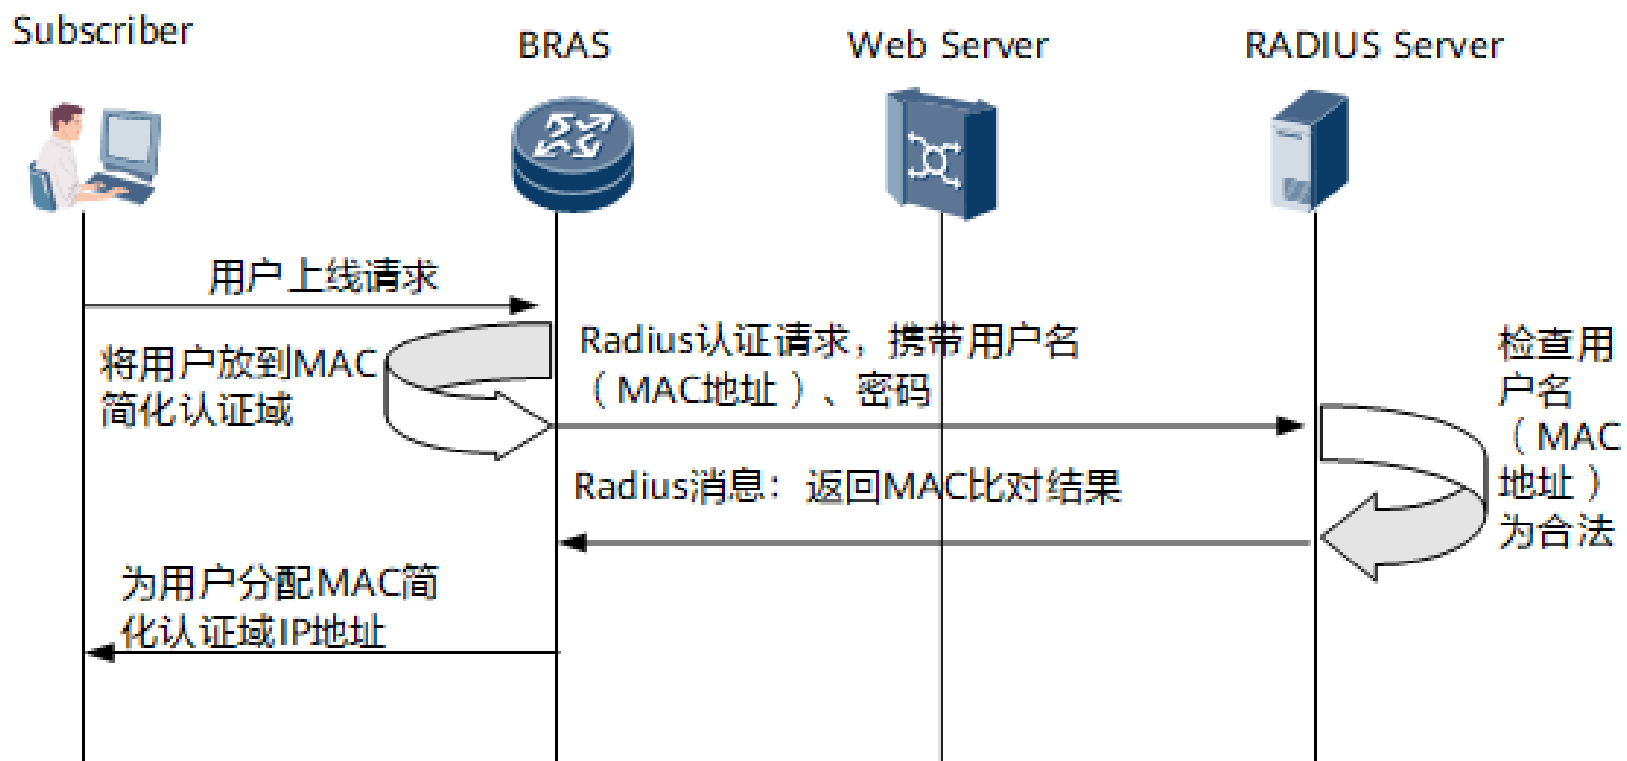 Subscriber
BRAS
Web Server
RADIUS Server
用户上线请求
将用户放到MAC
简化认证域
Radius认证请求，携带用户名
（MAC地址）、密码
检查用
户名
（MAC
地址）
为合法
Radius消息：返回MAC比对结果
为用户分配MAC简
化认证域IP地址